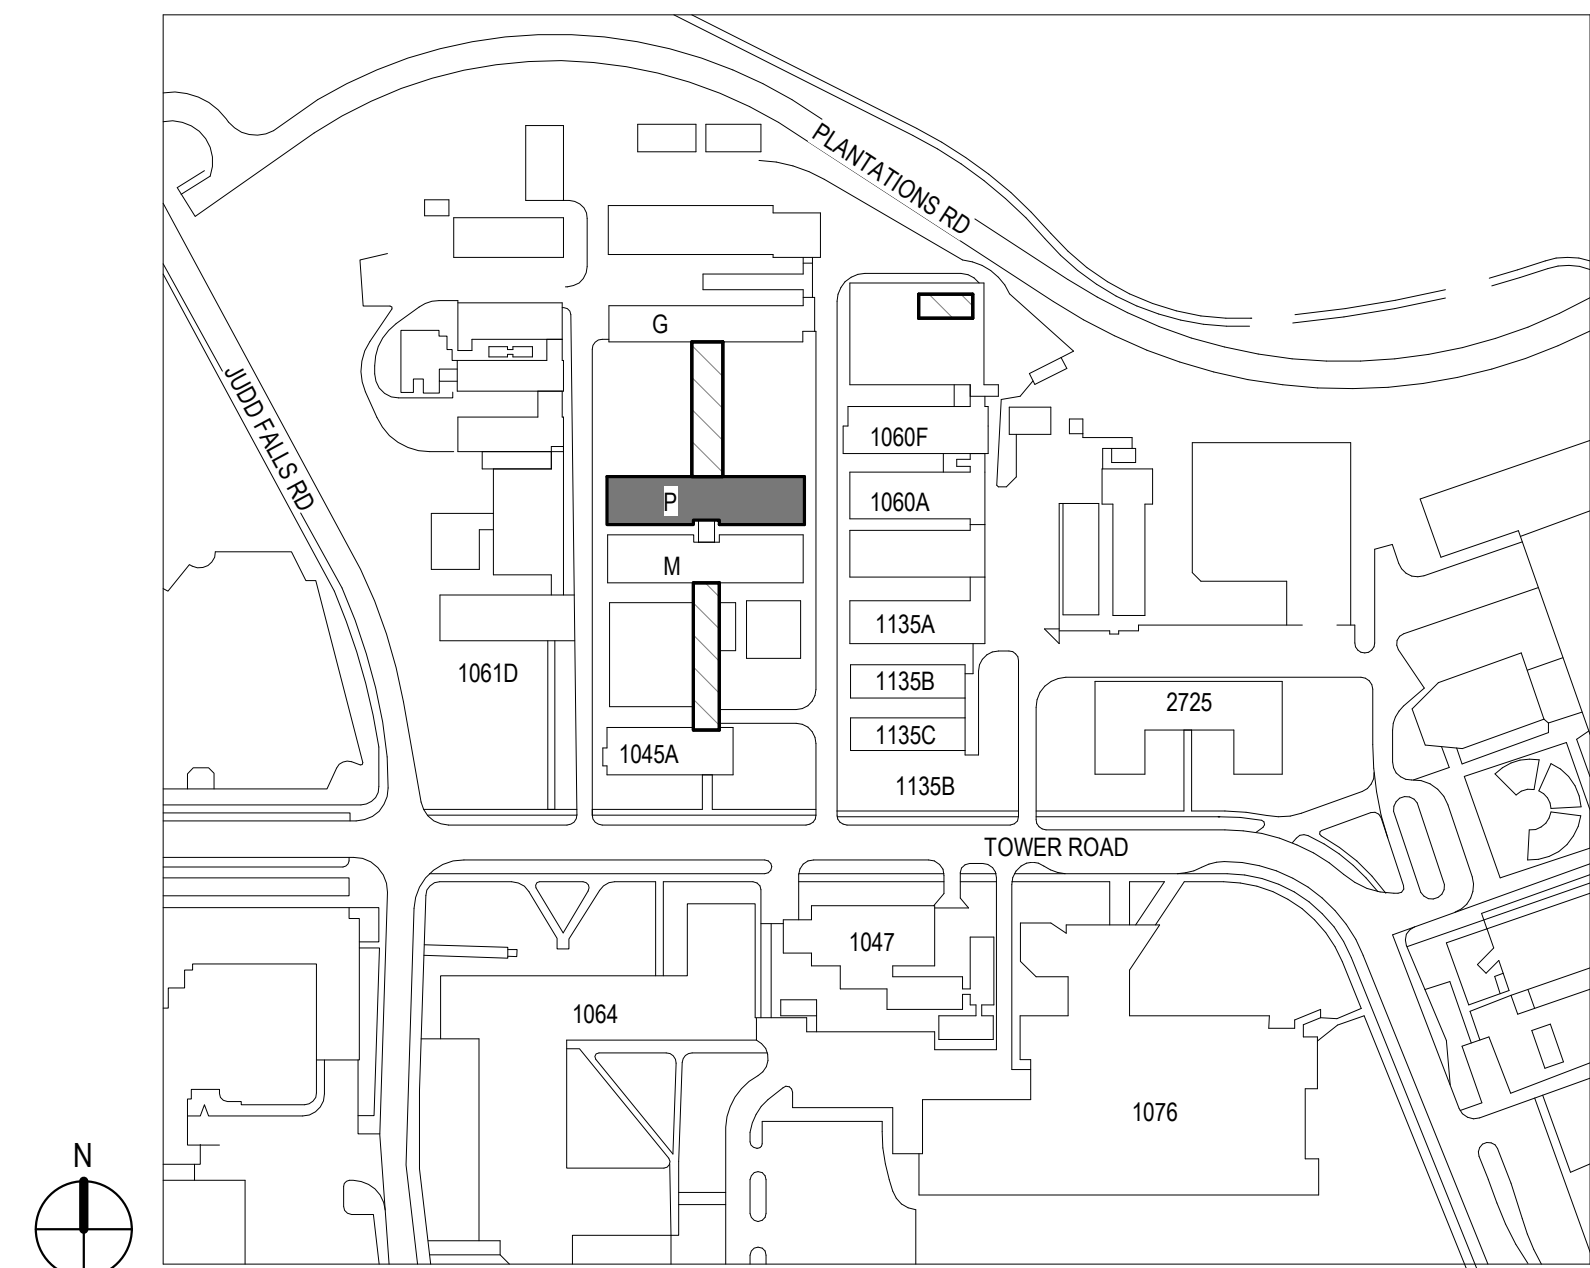 PLANTATIONS RD
G
JUDD FALLS RD
1060F
P
1060A
M
1135A
1061D
1135B
2725
1135C
1045A
1135B
TOWER ROAD
1047
1064
1076
N